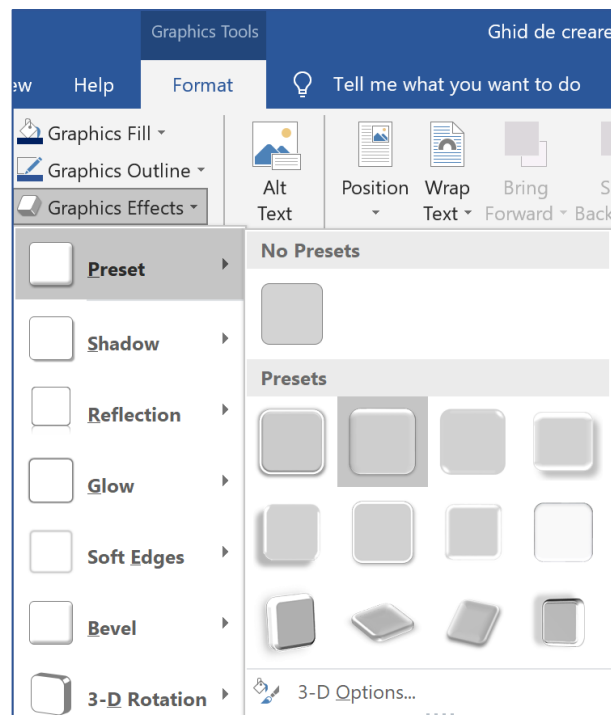 Graphics Tools
Ghid de creare
ew Help Format Tell me what you want to do
Graphics Fill
Graphics Outline
Graphics Effects
Alt Text
Position
Wrap Text
Bring Forward
S
Back
Preset
Shadow
Reflection
Glow
Soft Edges
Bevel
3-D Rotation
No Presets
Presets
3-D Options...